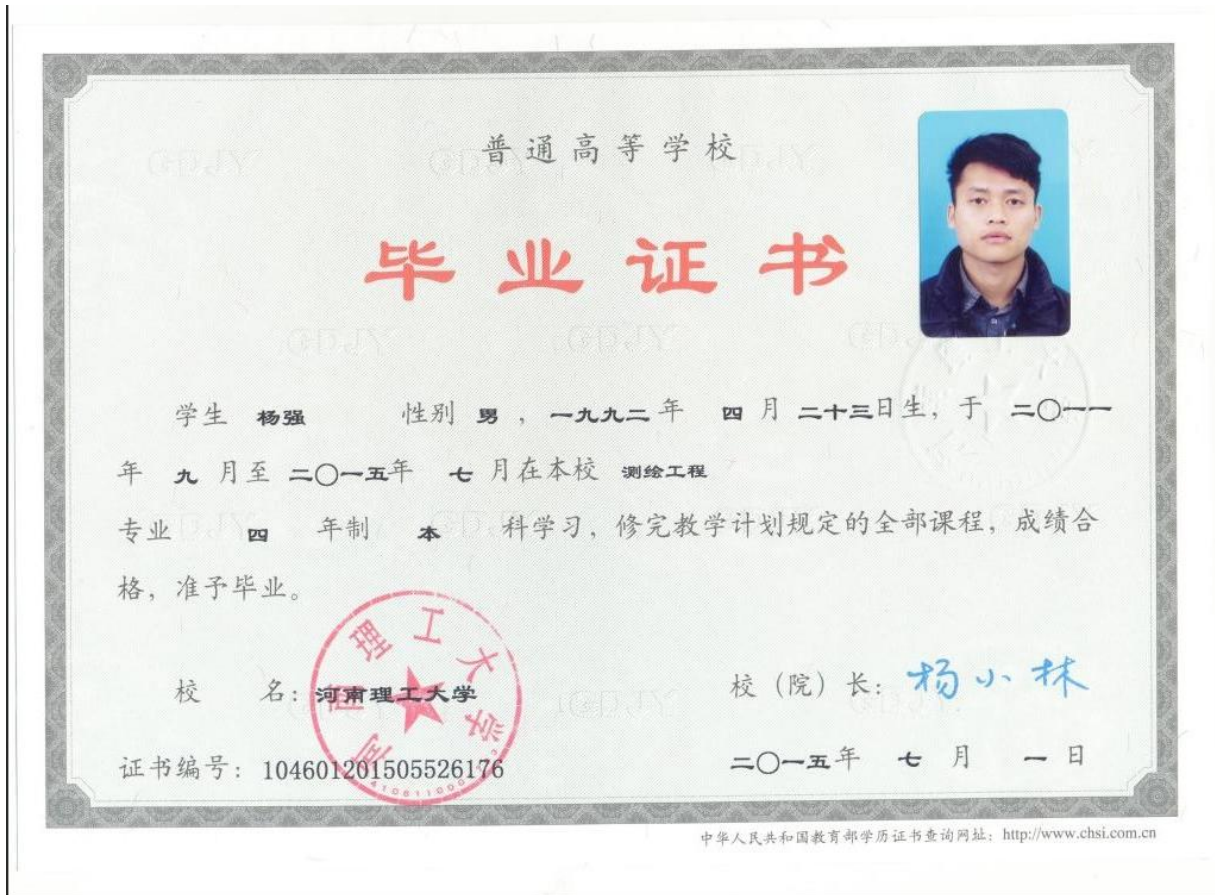 普通高等学校
毕业证书
学生 杨强 性别 男 ，一九九二 年 四 月 二十三日生，于 二〇一一
年 九 月至 二〇一五年 七 月在本校 测绘工程
专业 四 年制 本 科学习，修完教学计划规定的全部课程，成绩合
格，准予毕业。
河南理工大学
校 名：河南理工大学 校（院）长：杨小林
证书编号：104601201505526176 二〇一五年 七 月 一 日
中华人民共和国教育部学历证书查询网址：http://www.chsi.com.cn